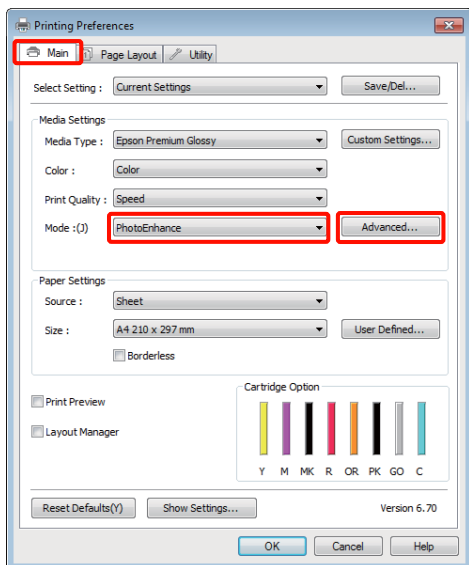 Printing Preferences
Main Page Layout Utility
Select Setting : Current Settings Save/Del...
Media Settings
Media Type : Epson Premium Glossy Custom Settings...
Color : Color
Print Quality : Speed
Mode :(J) PhotoEnhance Advanced...
Paper Settings
Source : Sheet
Size : A4 210 x 297 mm User Defined...
Borderless
Cartridge Option
Print Preview
Layout Manager
Y M MK R OR PK GO C
Reset Defaults(Y) Show Settings... Version 6.70
OK Cancel Help